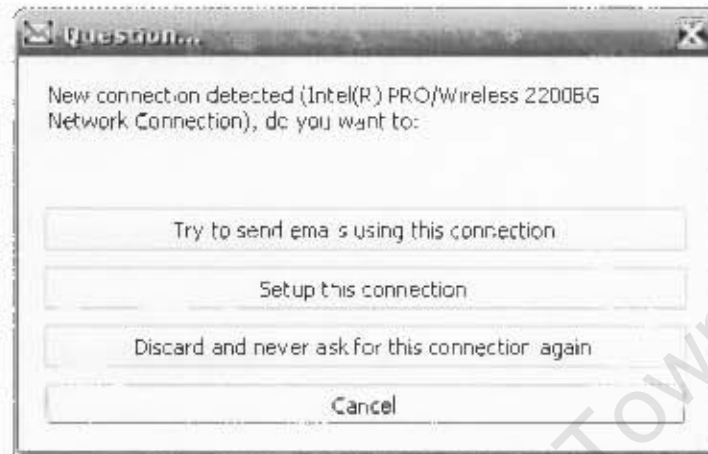 Question...
New connection detected (Intel(R) PRO/Wireless 2200BG
Network Connection), do you want to:
Try to send emails using this connection
Setup this connection
Discard and never ask for this connection again
Cancel
Town